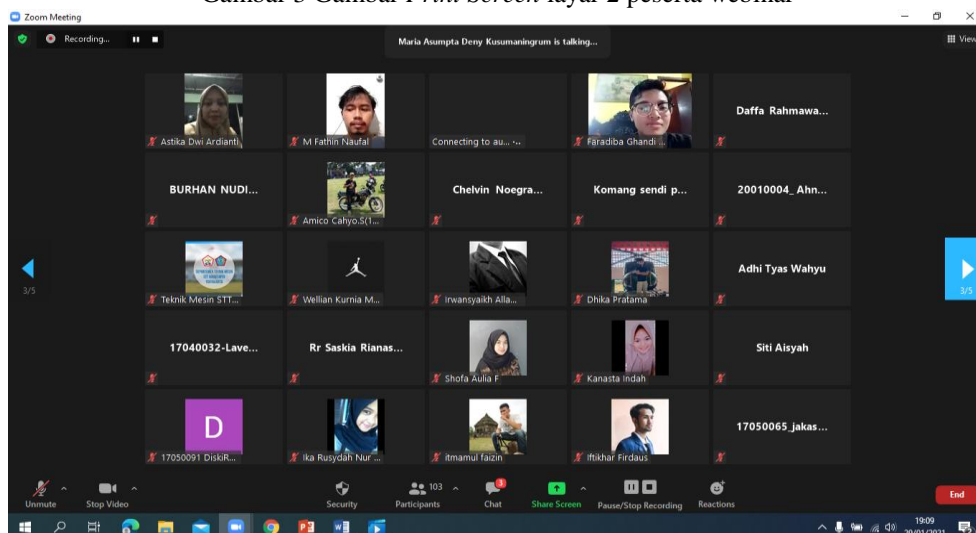 Gambar 3 Gambar Print Screen layar 2 peserta webinar
Zoom Meeting
Recording...
Maria Asumpta Deny Kusumaningrum is talking...
View
Astika Dwi Ardianti
M Fathin Naufal
Connecting to au...
Faradiba Ghandi ...
Daffa Rahmawa...
BURHAN NUDI...
Amico Cahyo.S(1...
Chelvin Noegra...
Komang sendi p...
20010004_ Ahn...
Teknik Mesin STT...
Wellian Kurnia M...
Irwansyaikh Alla...
Dhika Pratama
Adhi Tyas Wahyu
3/5
3/5
17040032-Lave...
Rr Saskia Rianas...
Shofa Aulia F
Kanasta Indah
Siti Aisyah
D
17050091 DiskiR...
Ika Rusydah Nur ...
itmamul faizin
Iftikhar Firdaus
17050065_jakas...
Unmute
Stop Video
Security
Participants
103
Chat
3
Share Screen
Pause/Stop Recording
Reactions
End
19:09
29/01/2021